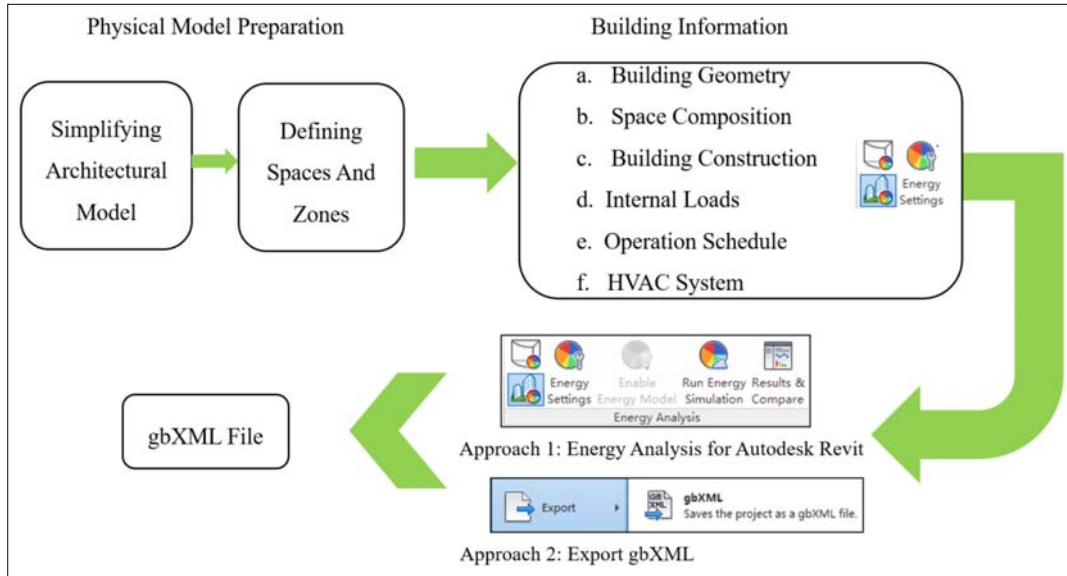 Physical Model Preparation
Building Information
Simplifying
Architectural
Model
Defining
Spaces And
Zones
a. Building Geometry
b. Space Composition
c. Building Construction
d. Internal Loads
e. Operation Schedule
f. HVAC System
Energy
Settings
Energy
Settings
Enable
Energy Model
Run Energy
Simulation
Results &
Compare
Energy Analysis
Approach 1: Energy Analysis for Autodesk Revit
gbXML File
Export
GB
XML
gbXML
Saves the project as a gbXML file.
Approach 2: Export gbXML